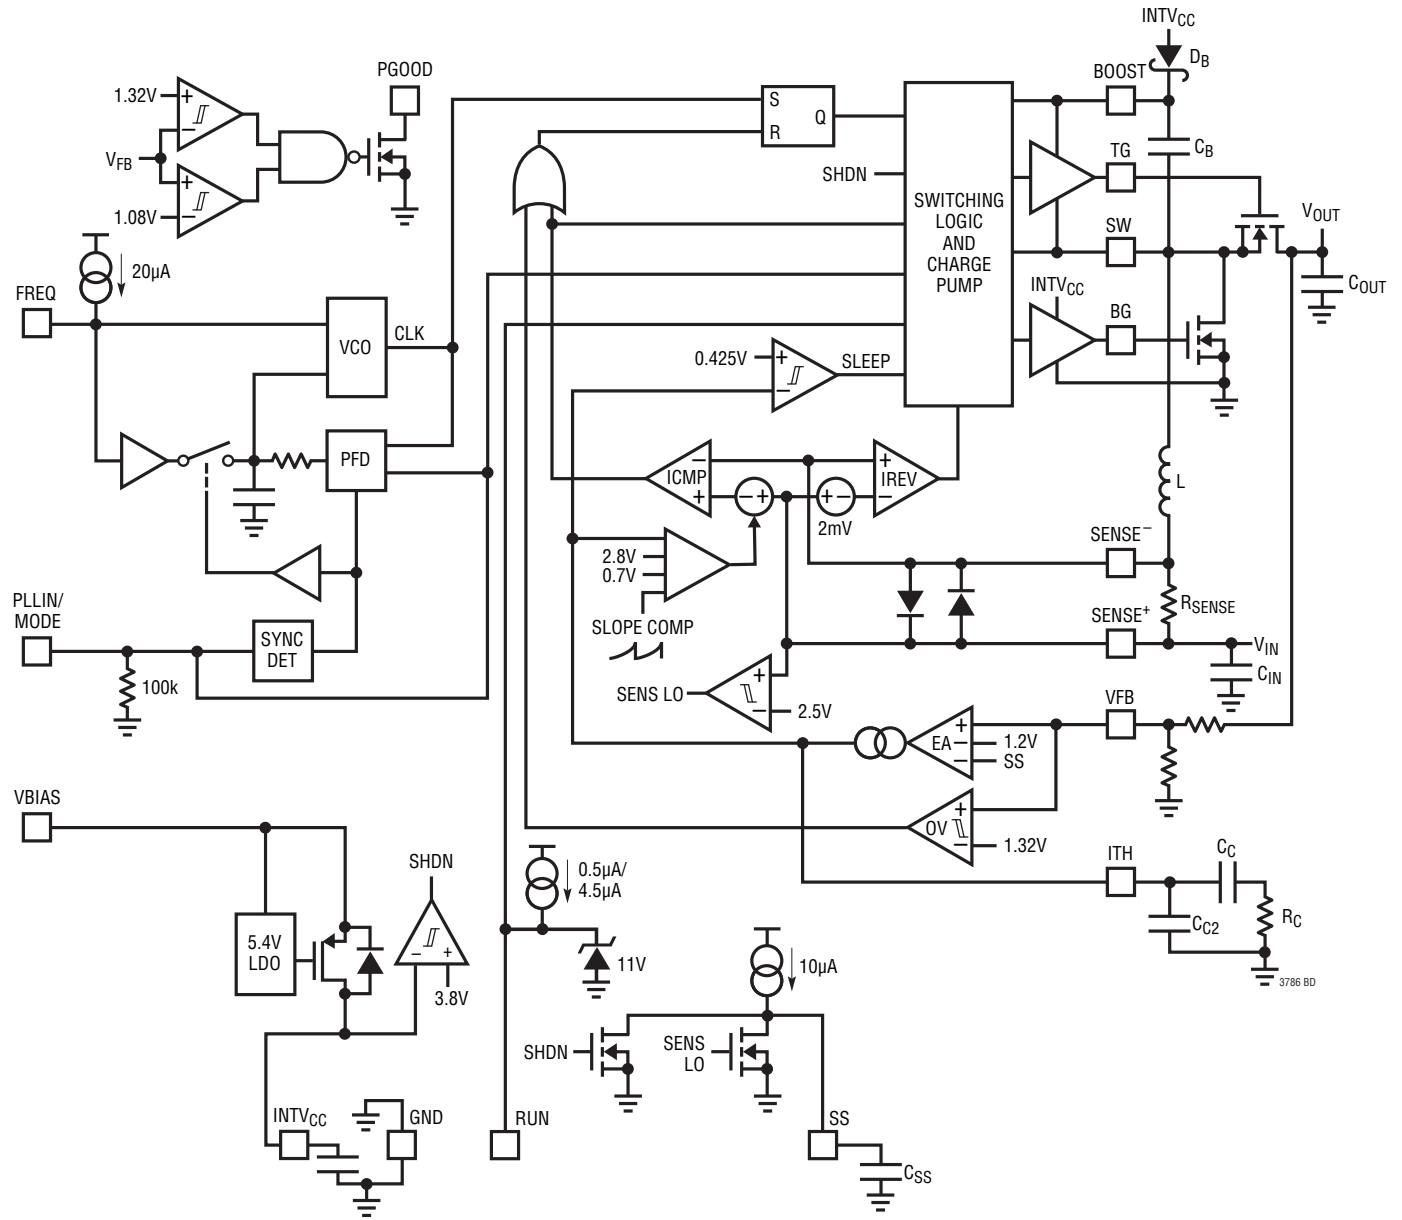 INTVCC
DB
BOOST
PGOOD
1.32V
+
−
VFB
+
−
1.08V
S
R
Q
CB
TG
SHDN
SWITCHING
LOGIC
AND
CHARGE
PUMP
VOUT
SW
20µA
FREQ
COUT
INTVCC
BG
VCO
CLK
0.425V
+
−
SLEEP
PFD
ICMP
−
+
− +
+ −
2mV
+
IREV
−
L
SENSE−
2.8V
0.7V
SLOPE COMP
RSENSE
SENSE+
PLLIN/
MODE
SYNC
DET
VIN
CIN
100k
SENS LO
+
−
2.5V
VFB
EA
+
−
−
1.2V
SS
VBIAS
OV
+
−
1.32V
ITH
CC
SHDN
0.5µA/
4.5µA
CC2
RC
5.4V
LDO
−
+
3.8V
11V
10µA
3786 BD
SHDN
SENS
LO
INTVCC
GND
RUN
SS
CSS